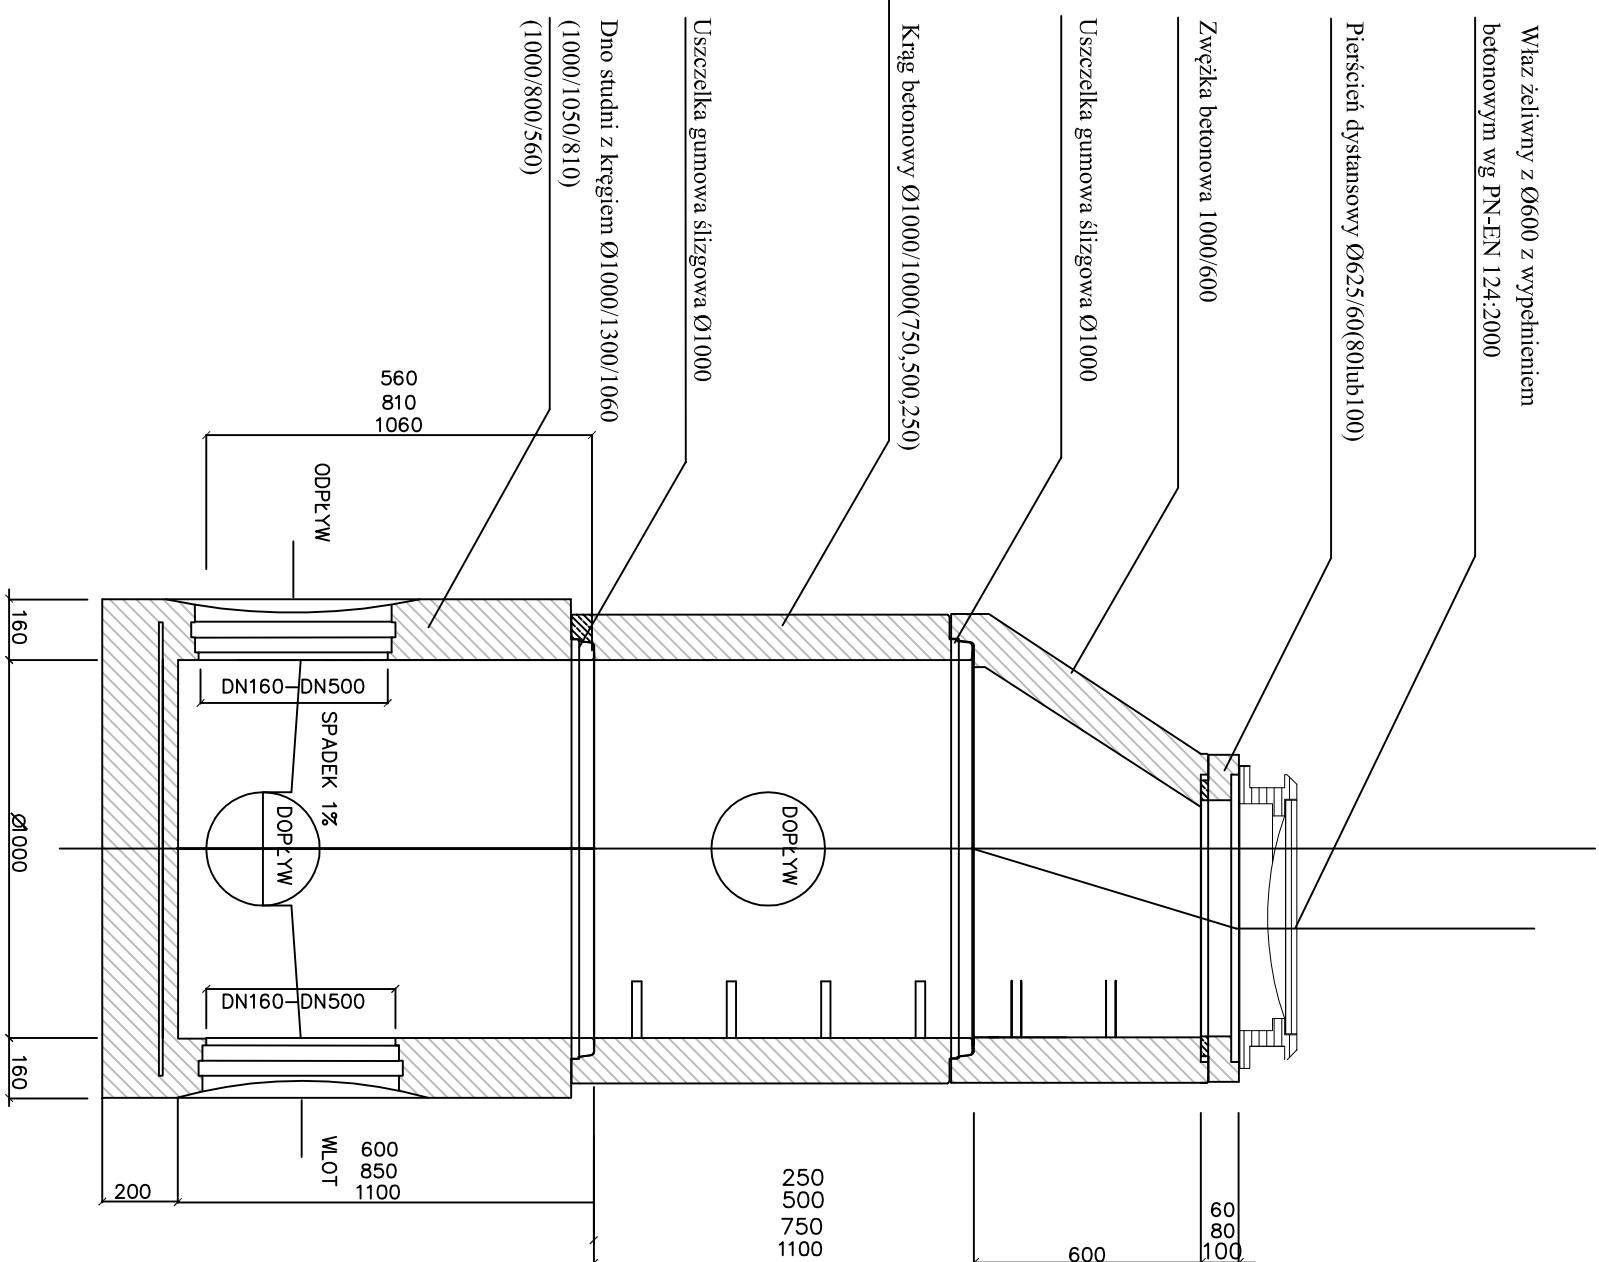 Właz żeliwny z Ø600 z wypełnieniem
betonowym wg PN-EN 124:2000
Pierścień dystansowy Ø625/60(80lub100)
Zwężka betonowa 1000/600
Uszczelka gumowa ślizgowa Ø1000
Krąg betonowy Ø1000/1000(750,500,250)
Uszczelka gumowa ślizgowa Ø1000
Dno studni z kręgiem Ø1000/1300/1060
(1000/1050/810)
(1000/800/560)
560
810
1060
ODPŁYW
DN160-DN500
SPADEK 1%
DOPŁYW
DOPŁYW
DN160-DN500
WLOT
160
Ø1000
160
200
600
850
1100
250
500
750
1100
600
60
80
100